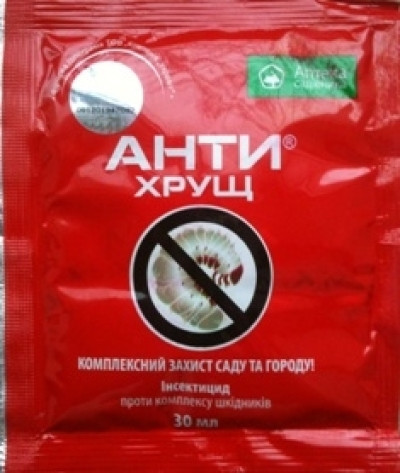 АНТИ®
ХРУЩ
КОМПЛЕКСНИЙ ЗАХИСТ САДУ ТА ГОРОДУ!
Інсектицид
проти комплексу шкідників
30 мл